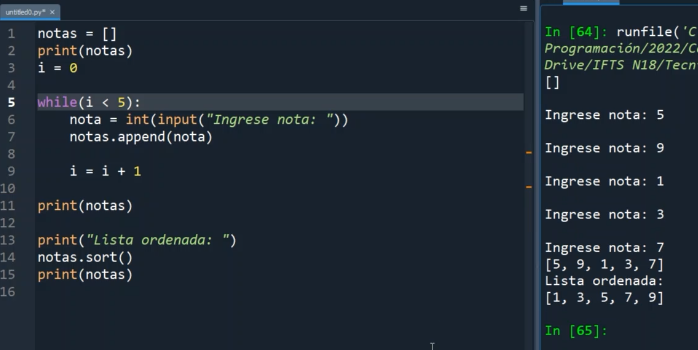 untitled0.py*
1 notas = []
2 print(notas)
3 i = 0
4
5 while(i < 5):
6     nota = int(input("Ingrese nota: "))
7     notas.append(nota)
8
9     i = i + 1
10
11 print(notas)
12
13 print("Lista ordenada: ")
14 notas.sort()
15 print(notas)
16
In [64]: runfile('C
Programación/2022/C
Drive/IFTS N18/Tecn
[]
Ingrese nota: 5
Ingrese nota: 9
Ingrese nota: 1
Ingrese nota: 3
Ingrese nota: 7
[5, 9, 1, 3, 7]
Lista ordenada:
[1, 3, 5, 7, 9]
In [65]: